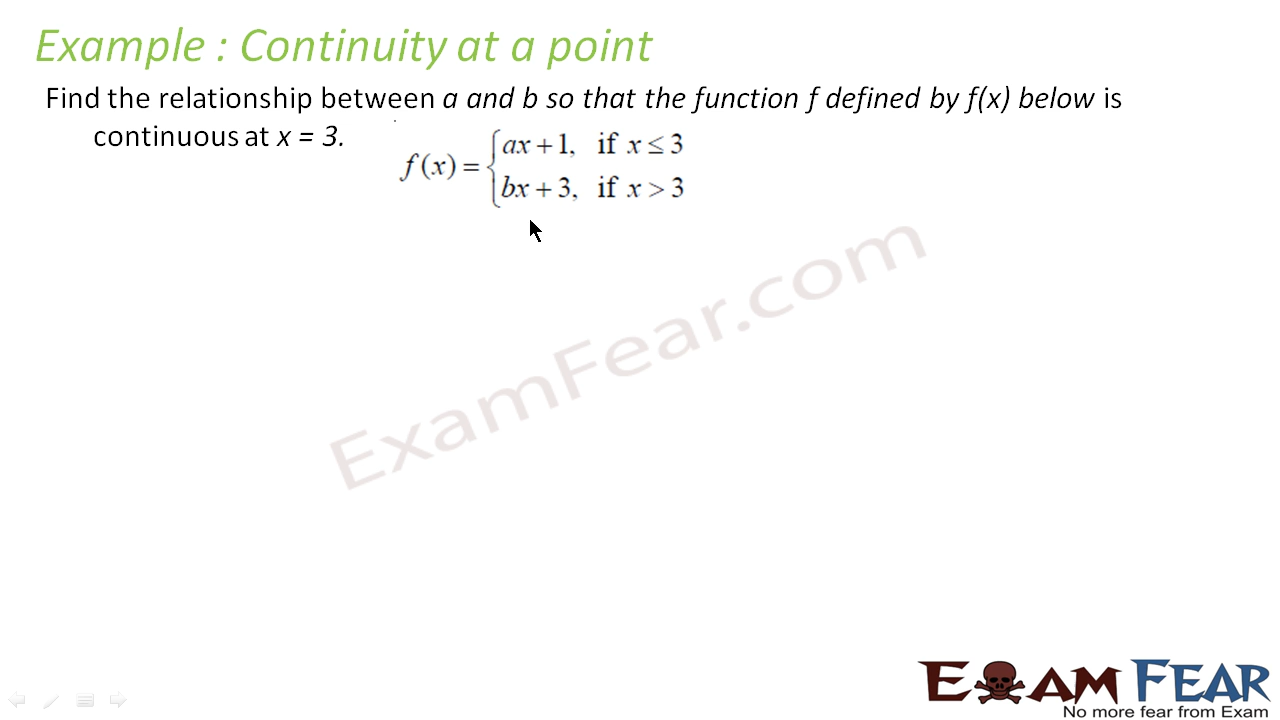 Example : Continuity at a point
Find the relationship between a and b so that the function f defined by f(x) below is
continuous at x = 3.
f(x) = { ax + 1, if x ≤ 3
bx + 3, if x > 3
ExamFear.com
EXAM FEAR
No more fear from Exam